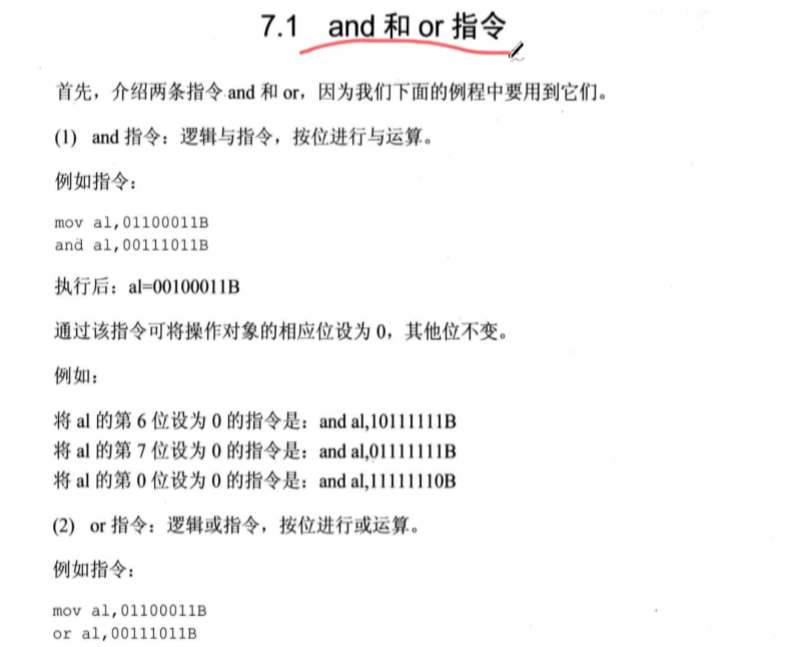 7.1 and 和 or 指令
首先，介绍两条指令 and 和 or，因为我们下面的例程中要用到它们。
(1) and 指令：逻辑与指令，按位进行与运算。
例如指令：
mov al,01100011B
and al,00111011B
执行后：al=00100011B
通过该指令可将操作对象的相应位设为 0，其他位不变。
例如：
将 al 的第 6 位设为 0 的指令是：and al,10111111B
将 al 的第 7 位设为 0 的指令是：and al,01111111B
将 al 的第 0 位设为 0 的指令是：and al,11111110B
(2) or 指令：逻辑或指令，按位进行或运算。
例如指令：
mov al,01100011B
or al,00111011B